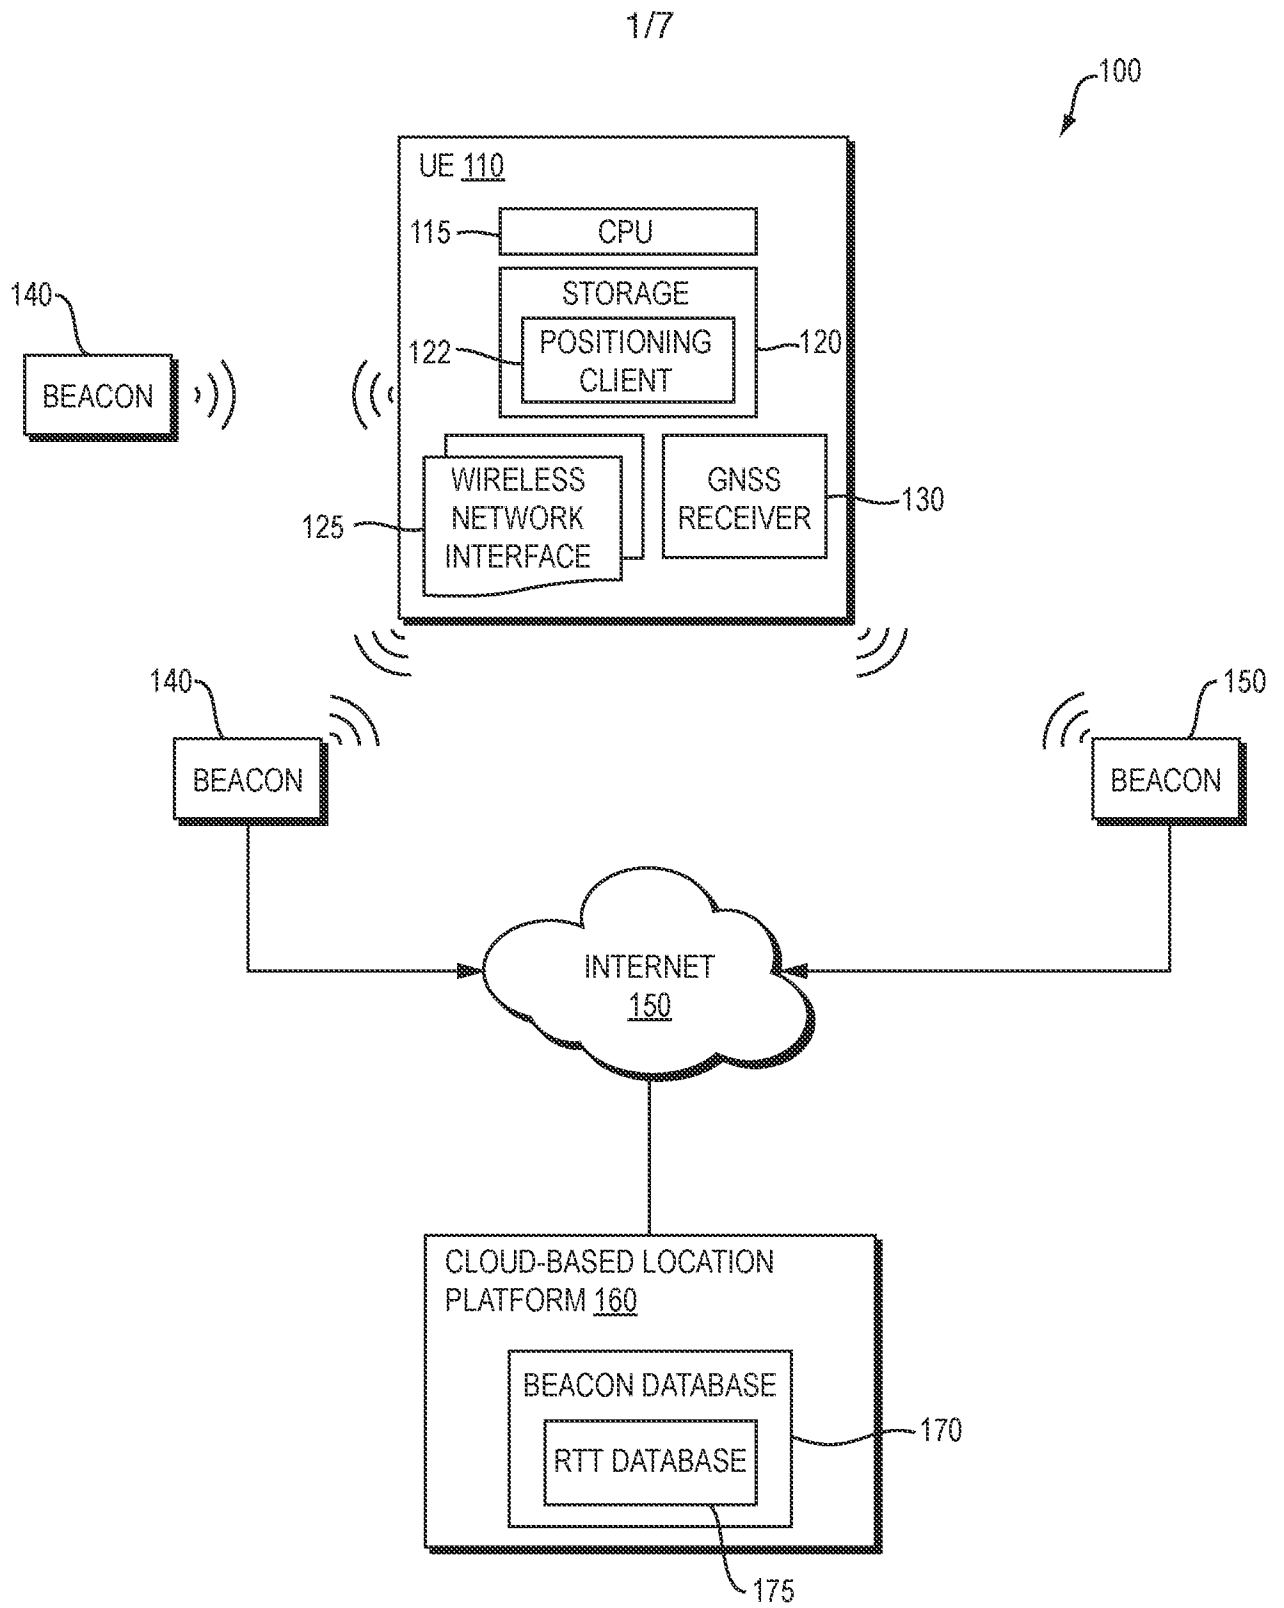 1/7
100
UE 110
115
CPU
140
STORAGE
122
POSITIONING
CLIENT
120
BEACON
WIRELESS
NETWORK
INTERFACE
125
GNSS
RECEIVER
130
140
BEACON
150
BEACON
INTERNET
150
CLOUD-BASED LOCATION
PLATFORM 160
BEACON DATABASE
170
RTT DATABASE
175